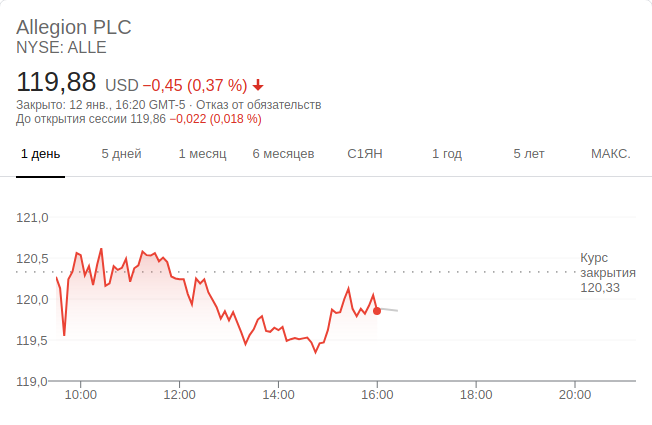 Allegion PLC
NYSE: ALLE
119,88 USD −0,45 (0,37 %)
Закрыто: 12 янв., 16:20 GMT-5 · Отказ от обязательств
До открытия сессии 119,86 −0,022 (0,018 %)
1 день 5 дней 1 месяц 6 месяцев С1ЯН 1 год 5 лет МАКС.
121,0
120,5
120,0
119,5
119,0
Курс
закрытия
120,33
10:00 12:00 14:00 16:00 18:00 20:00